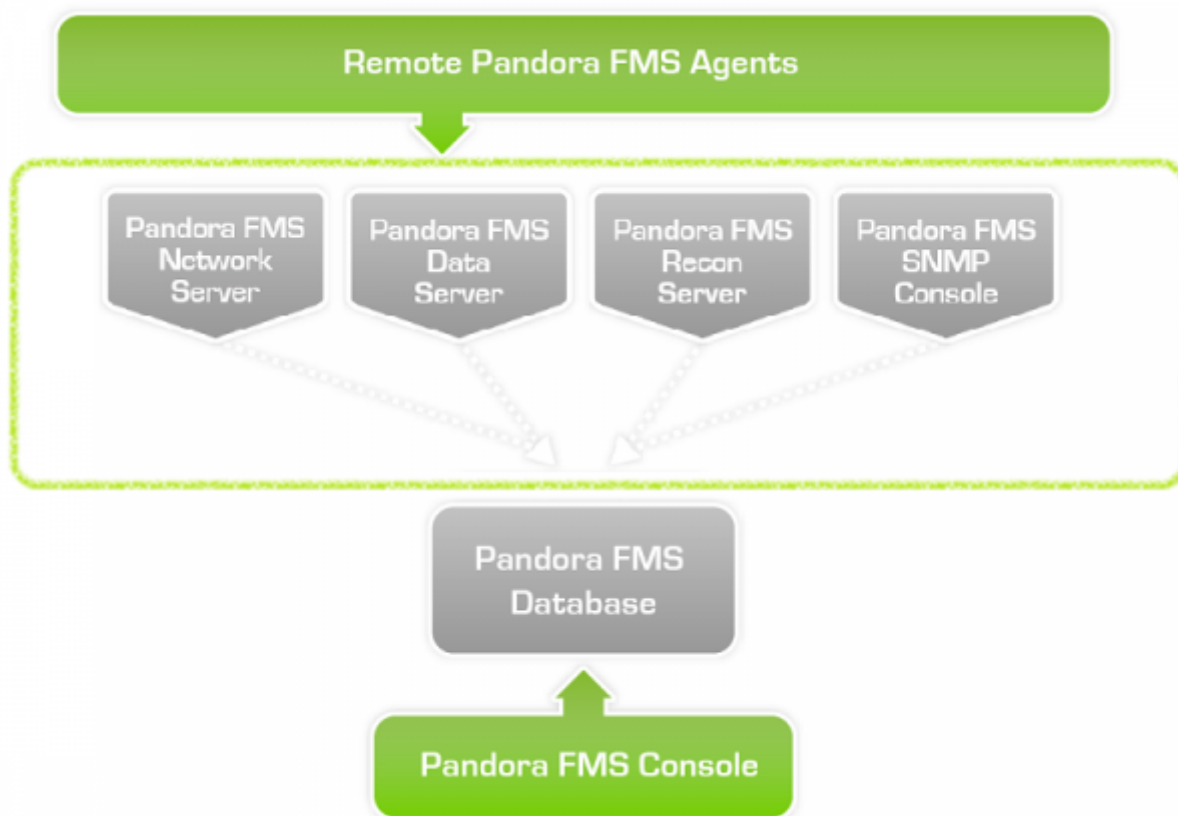 Remote Pandora FMS Agents
Pandora FMS
Network
Server
Pandora FMS
Data
Server
Pandora FMS
Recon
Server
Pandora FMS
SNMP
Console
Pandora FMS
Database
Pandora FMS Console